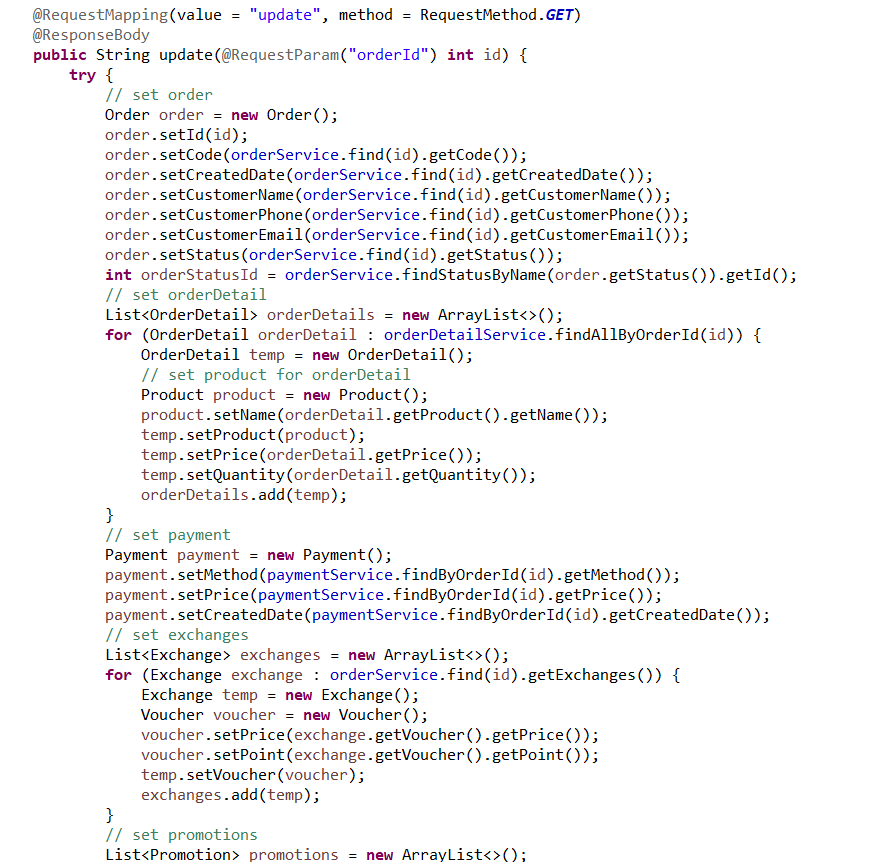 @RequestMapping(value = "update", method = RequestMethod.GET)
@ResponseBody
public String update(@RequestParam("orderId") int id) {
    try {
        // set order
        Order order = new Order();
        order.setId(id);
        order.setCode(orderService.find(id).getCode());
        order.setCreatedDate(orderService.find(id).getCreatedDate());
        order.setCustomerName(orderService.find(id).getCustomerName());
        order.setCustomerPhone(orderService.find(id).getCustomerPhone());
        order.setCustomerEmail(orderService.find(id).getCustomerEmail());
        order.setStatus(orderService.find(id).getStatus());
        int orderStatusId = orderService.findStatusByName(order.getStatus()).getId();
        // set orderDetail
        List<OrderDetail> orderDetails = new ArrayList<>();
        for (OrderDetail orderDetail : orderDetailService.findAllByOrderId(id)) {
            OrderDetail temp = new OrderDetail();
            // set product for orderDetail
            Product product = new Product();
            product.setName(orderDetail.getProduct().getName());
            temp.setProduct(product);
            temp.setPrice(orderDetail.getPrice());
            temp.setQuantity(orderDetail.getQuantity());
            orderDetails.add(temp);
        }
        // set payment
        Payment payment = new Payment();
        payment.setMethod(paymentService.findByOrderId(id).getMethod());
        payment.setPrice(paymentService.findByOrderId(id).getPrice());
        payment.setCreatedDate(paymentService.findByOrderId(id).getCreatedDate());
        // set exchanges
        List<Exchange> exchanges = new ArrayList<>();
        for (Exchange exchange : orderService.find(id).getExchanges()) {
            Exchange temp = new Exchange();
            Voucher voucher = new Voucher();
            voucher.setPrice(exchange.getVoucher().getPrice());
            voucher.setPoint(exchange.getVoucher().getPoint());
            temp.setVoucher(voucher);
            exchanges.add(temp);
        }
        // set promotions
        List<Promotion> promotions = new ArrayList<>();